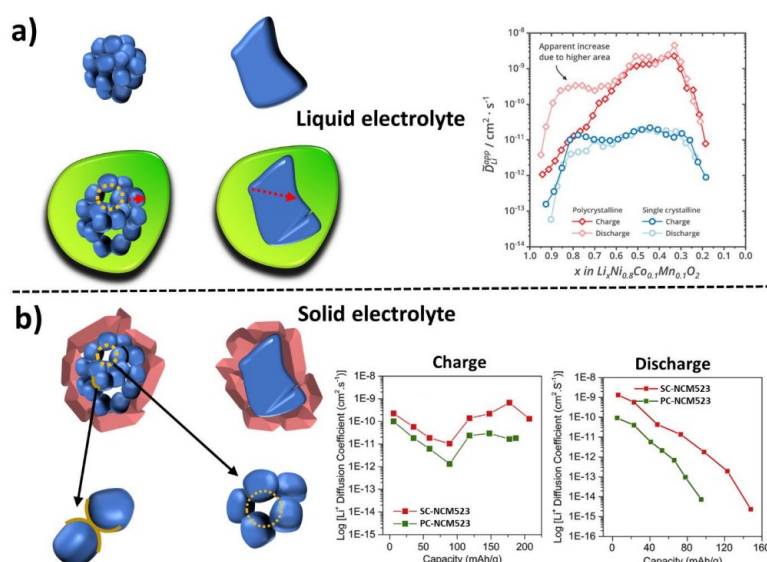 a)
Liquid electrolyte
Apparent increase
due to higher area
D̃Liᵃᵖᵖ / cm² · s⁻¹
10⁻⁸
10⁻⁹
10⁻¹⁰
10⁻¹¹
10⁻¹²
10⁻¹³
10⁻¹⁴
Polycrystalline
Charge
Discharge
Single crystalline
Charge
Discharge
1.0 0.9 0.8 0.7 0.6 0.5 0.4 0.3 0.2 0.1 0.0
x in LiₓNi₀.₈Co₀.₁Mn₀.₁O₂
b)
Solid electrolyte
Charge
Log [Li⁺ Diffusion Coefficient (cm².s⁻¹)]
1E-8
1E-9
1E-10
1E-11
1E-12
1E-13
1E-14
1E-15
SC-NCM523
PC-NCM523
0 50 100 150 200
Capacity (mAh/g)
Discharge
Log [Li⁺ Diffusion Coefficient (cm².S⁻¹)]
1E-8
1E-9
1E-10
1E-11
1E-12
1E-13
1E-14
1E-15
1E-16
SC-NCM523
PC-NCM523
0 40 80 120 160
Capacity (mAh/g)